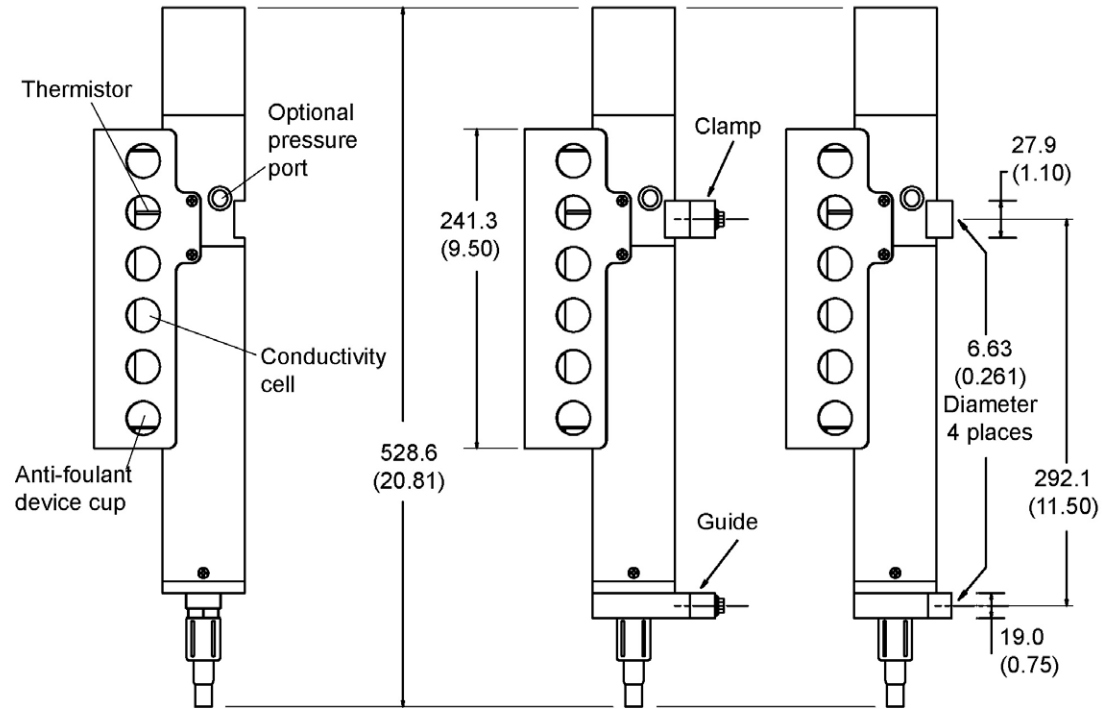 Thermistor
Optional
pressure
port
Conductivity
cell
Anti-foulant
device cup
528.6
(20.81)
241.3
(9.50)
Clamp
Guide
27.9
(1.10)
6.63
(0.261)
Diameter
4 places
292.1
(11.50)
19.0
(0.75)